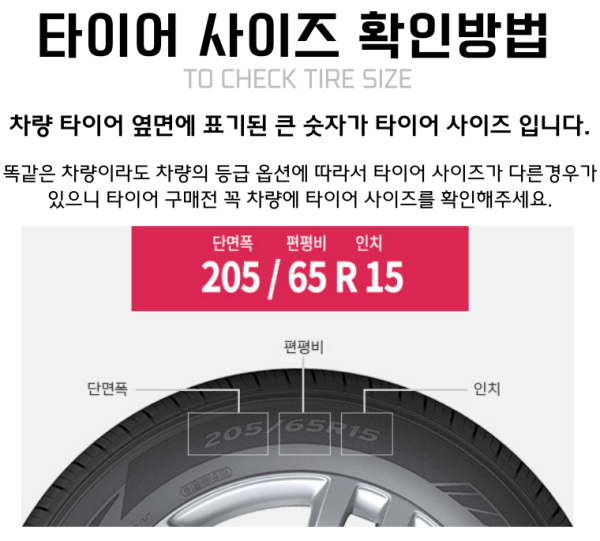 타이어 사이즈 확인방법
TO CHECK TIRE SIZE
차량 타이어 옆면에 표기된 큰 숫자가 타이어 사이즈 입니다.
똑같은 차량이라도 차량의 등급 옵션에 따라서 타이어 사이즈가 다른경우가
있으니 타이어 구매전 꼭 차량에 타이어 사이즈를 확인해주세요.
단면폭 편평비 인치
205 / 65 R 15
편평비
단면폭 인치
205/65R15